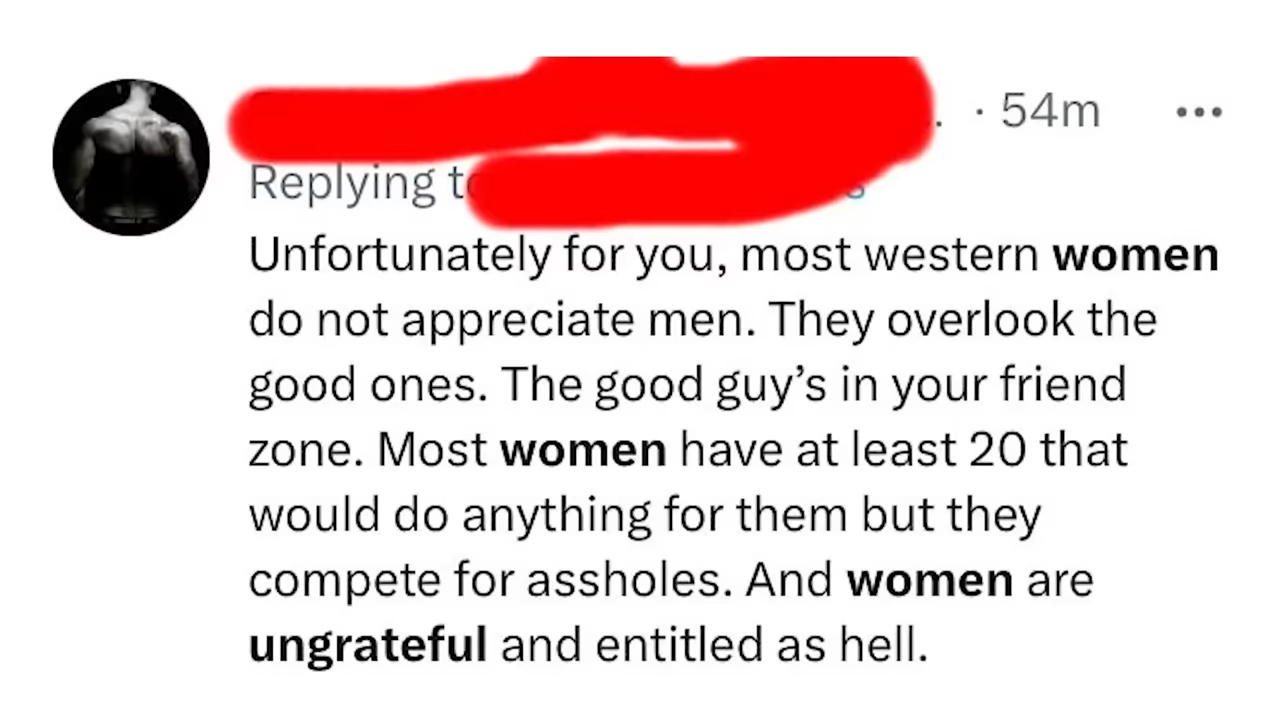 . · 54m
Replying
Unfortunately for you, most western women
do not appreciate men. They overlook the
good ones. The good guy’s in your friend
zone. Most women have at least 20 that
would do anything for them but they
compete for assholes. And women are
ungrateful and entitled as hell.